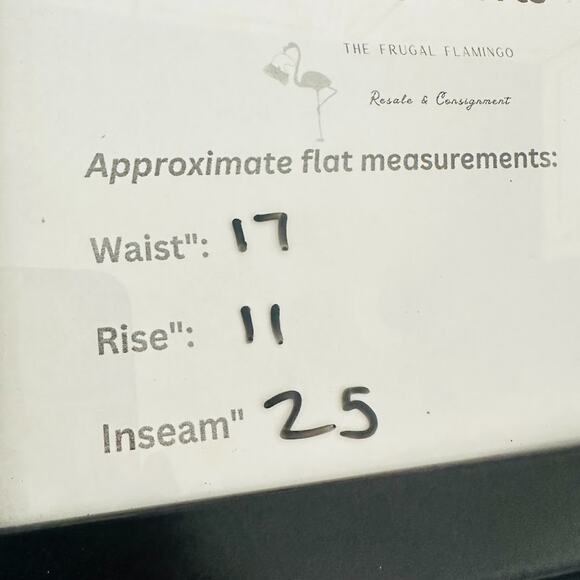 THE FRUGAL FLAMINGO
Resale & Consignment
Approximate flat measurements:
Waist": 17
Rise": 11
Inseam" 25